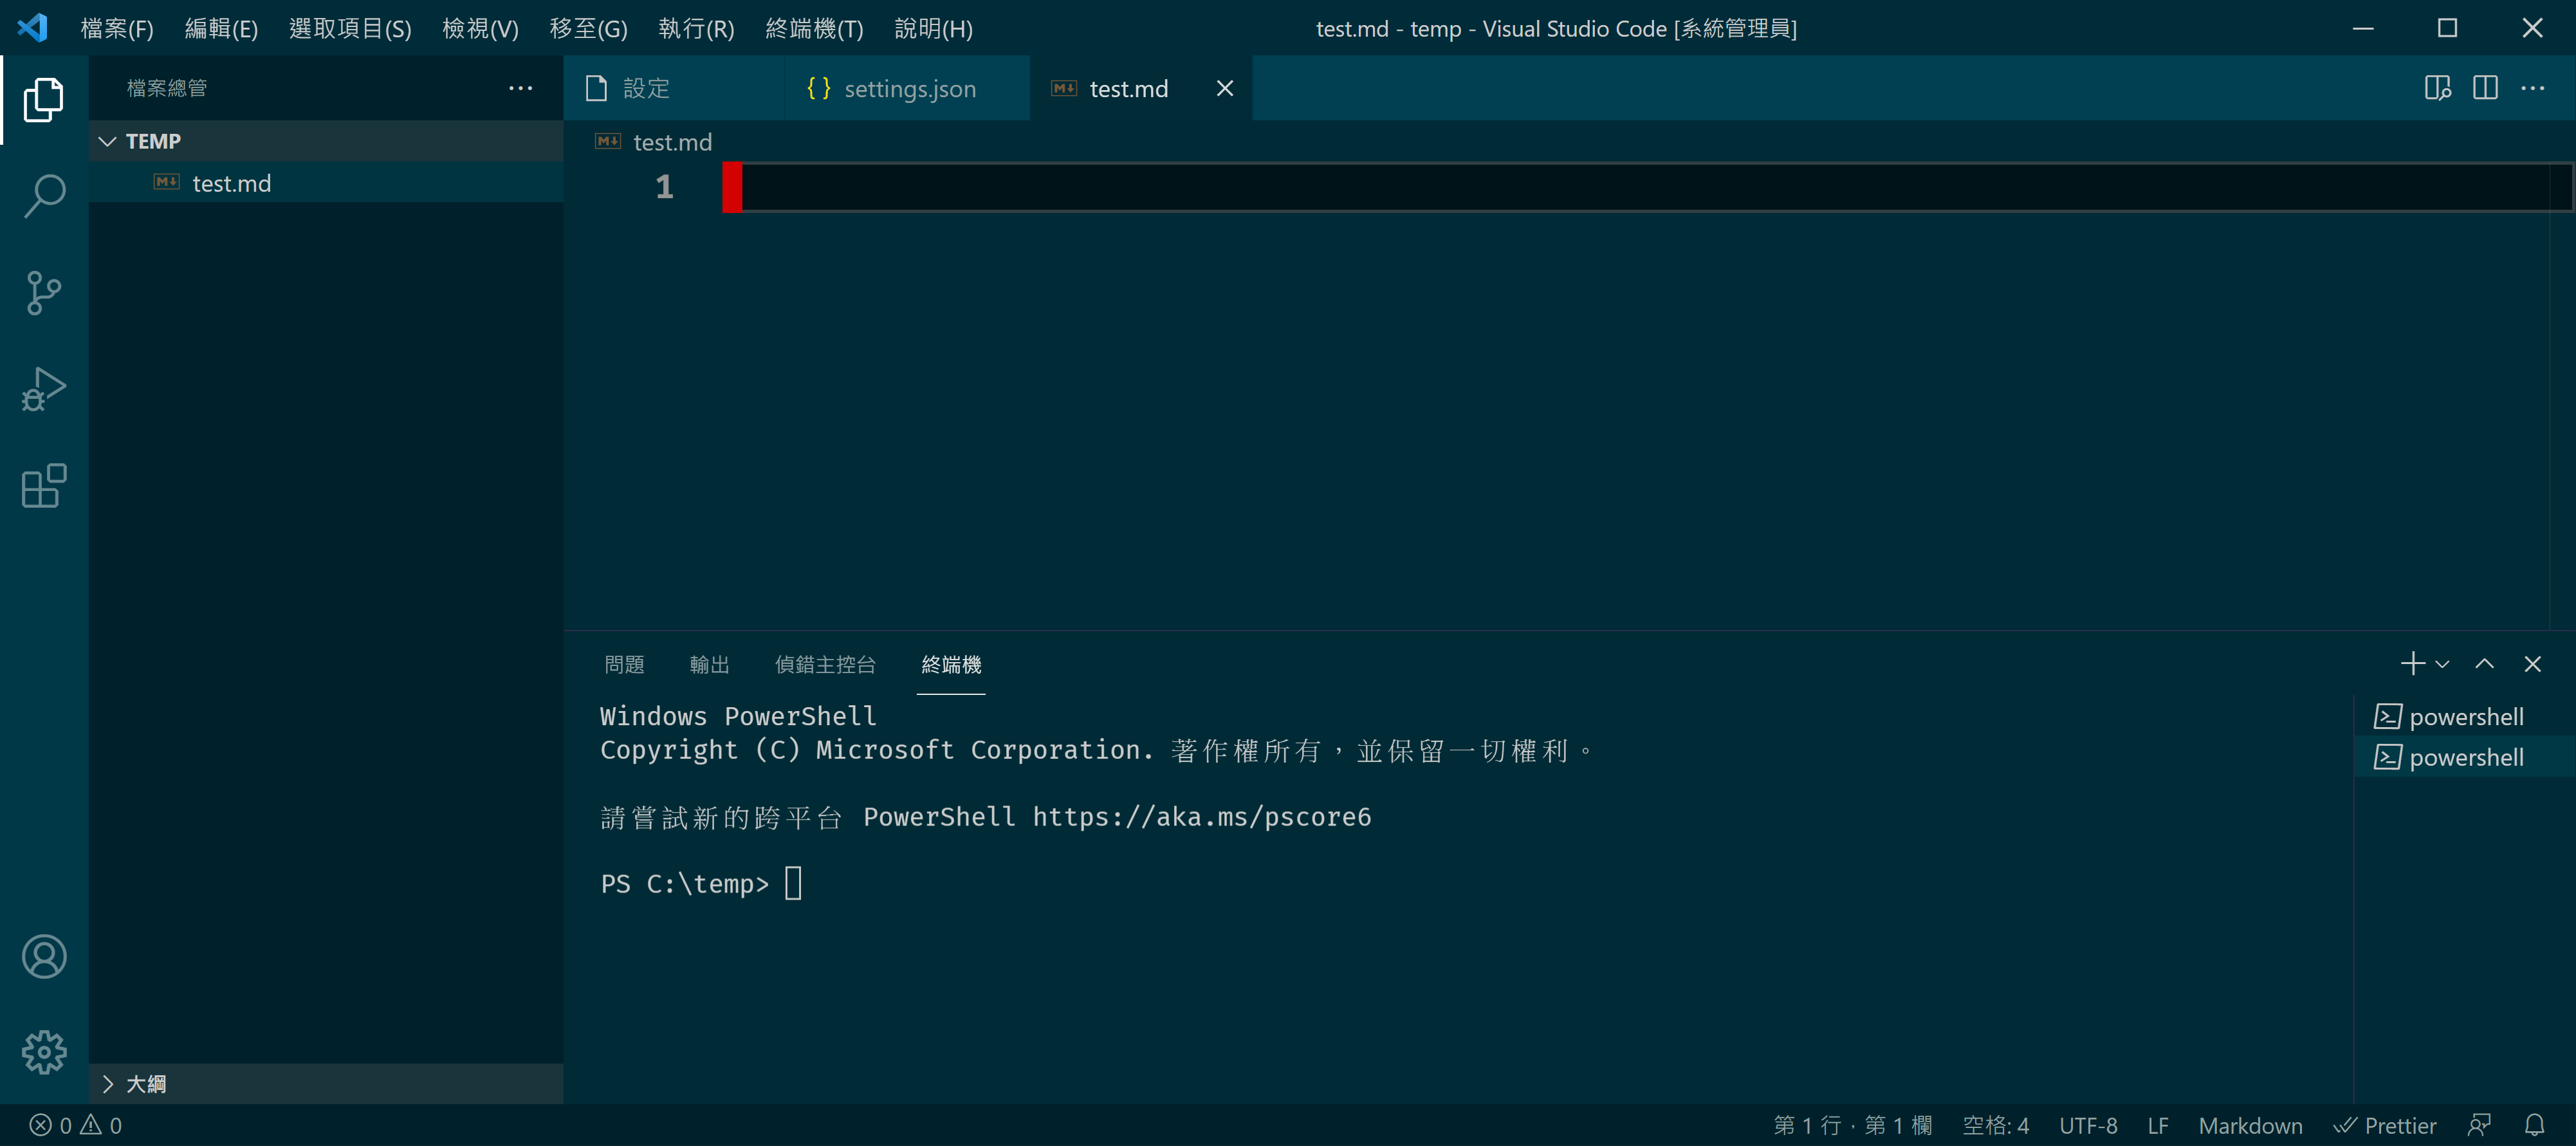 檔案(F) 編輯(E) 選取項目(S) 檢視(V) 移至(G) 執行(R) 終端機(T) 說明(H) test.md - temp - Visual Studio Code [系統管理員]
檔案總管
設定 settings.json test.md
TEMP
test.md
test.md
1
問題 輸出 偵錯主控台 終端機
Windows PowerShell
Copyright (C) Microsoft Corporation. 著作權所有，並保留一切權利。
請嘗試新的跨平台 PowerShell https://aka.ms/pscore6
PS C:\temp>
powershell
powershell
大綱
0 0 第 1 行，第 1 欄 空格: 4 UTF-8 LF Markdown Prettier